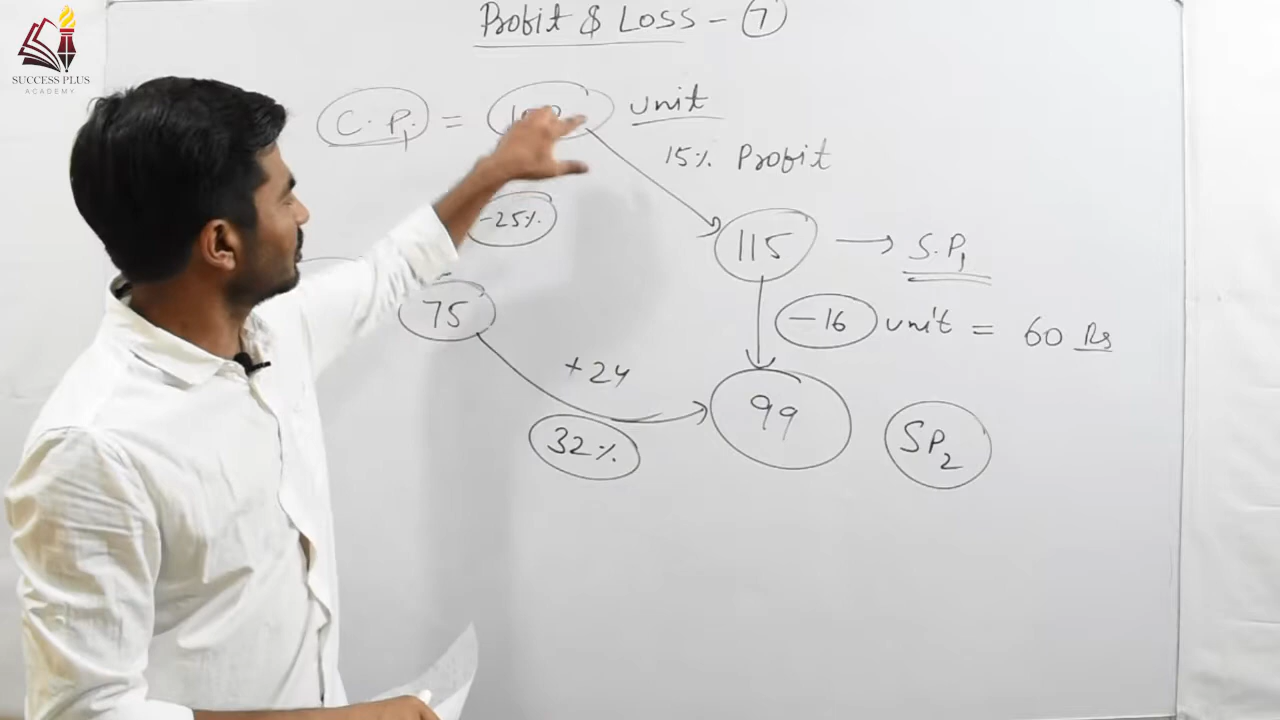 Profit & Loss - 7
SUCCESS PLUS
ACADEMY
C.P1. = unit
15% Profit
-25%
115 → S.P1
75
-16 unit = 60 Rs
+24
99
32%
SP2